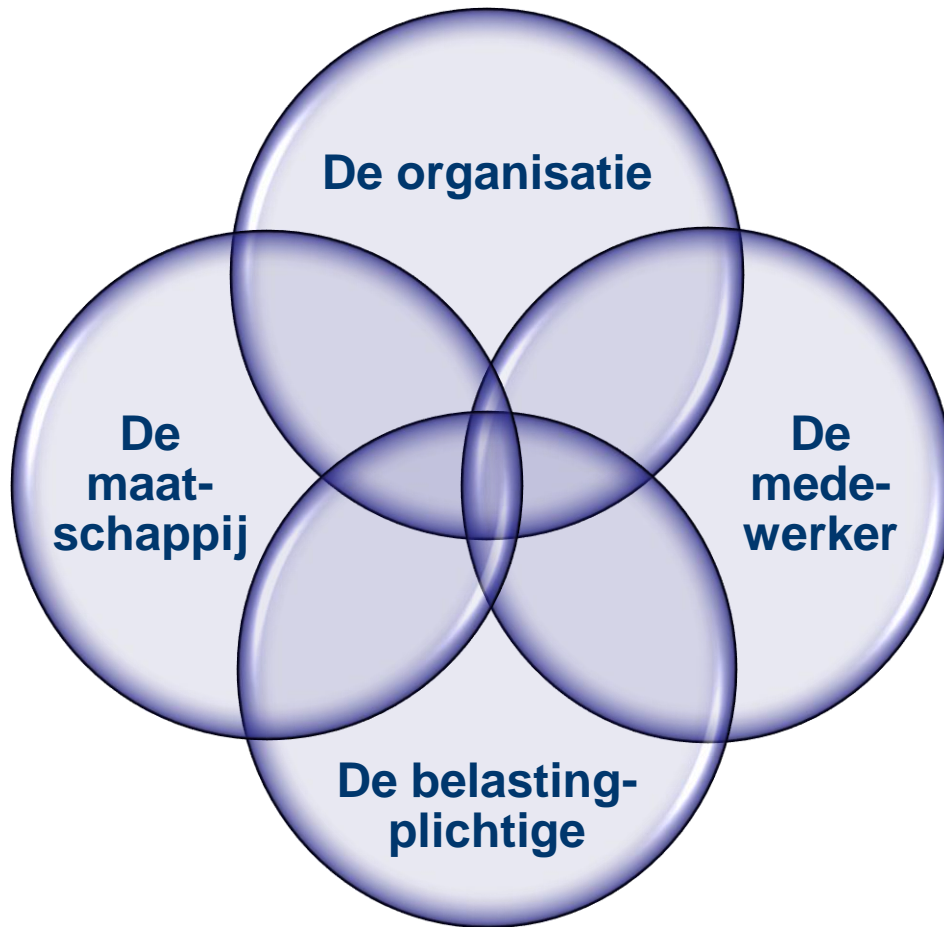 De organisatie
De
maat-
schappij
De
mede-
werker
De belasting-
plichtige